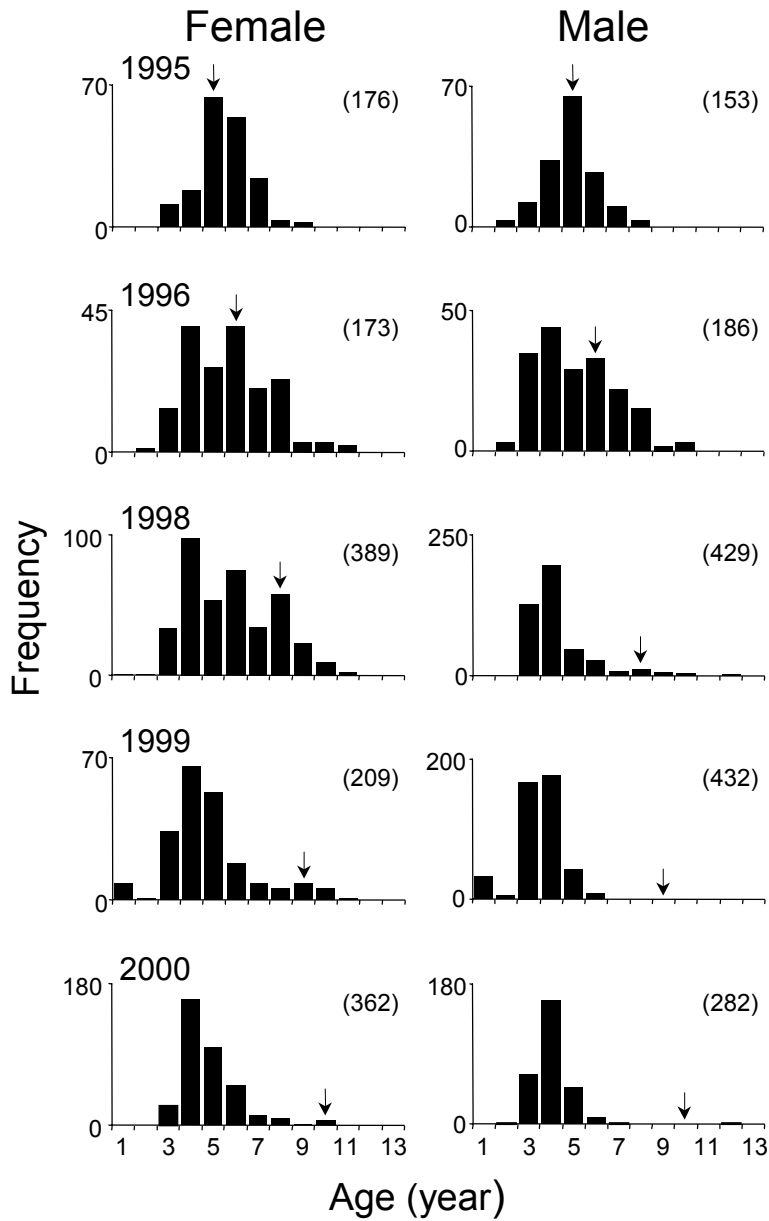 Female Male
1995
70 (176) 70 (153)
0 0
1996
45 (173) 50 (186)
0 0
1998
100 (389) 250 (429)
0 0
Frequency
1999
70 (209) 200 (432)
0 0
2000
180 (362) 180 (282)
0 0
1 3 5 7 9 11 13 1 3 5 7 9 11 13
Age (year)